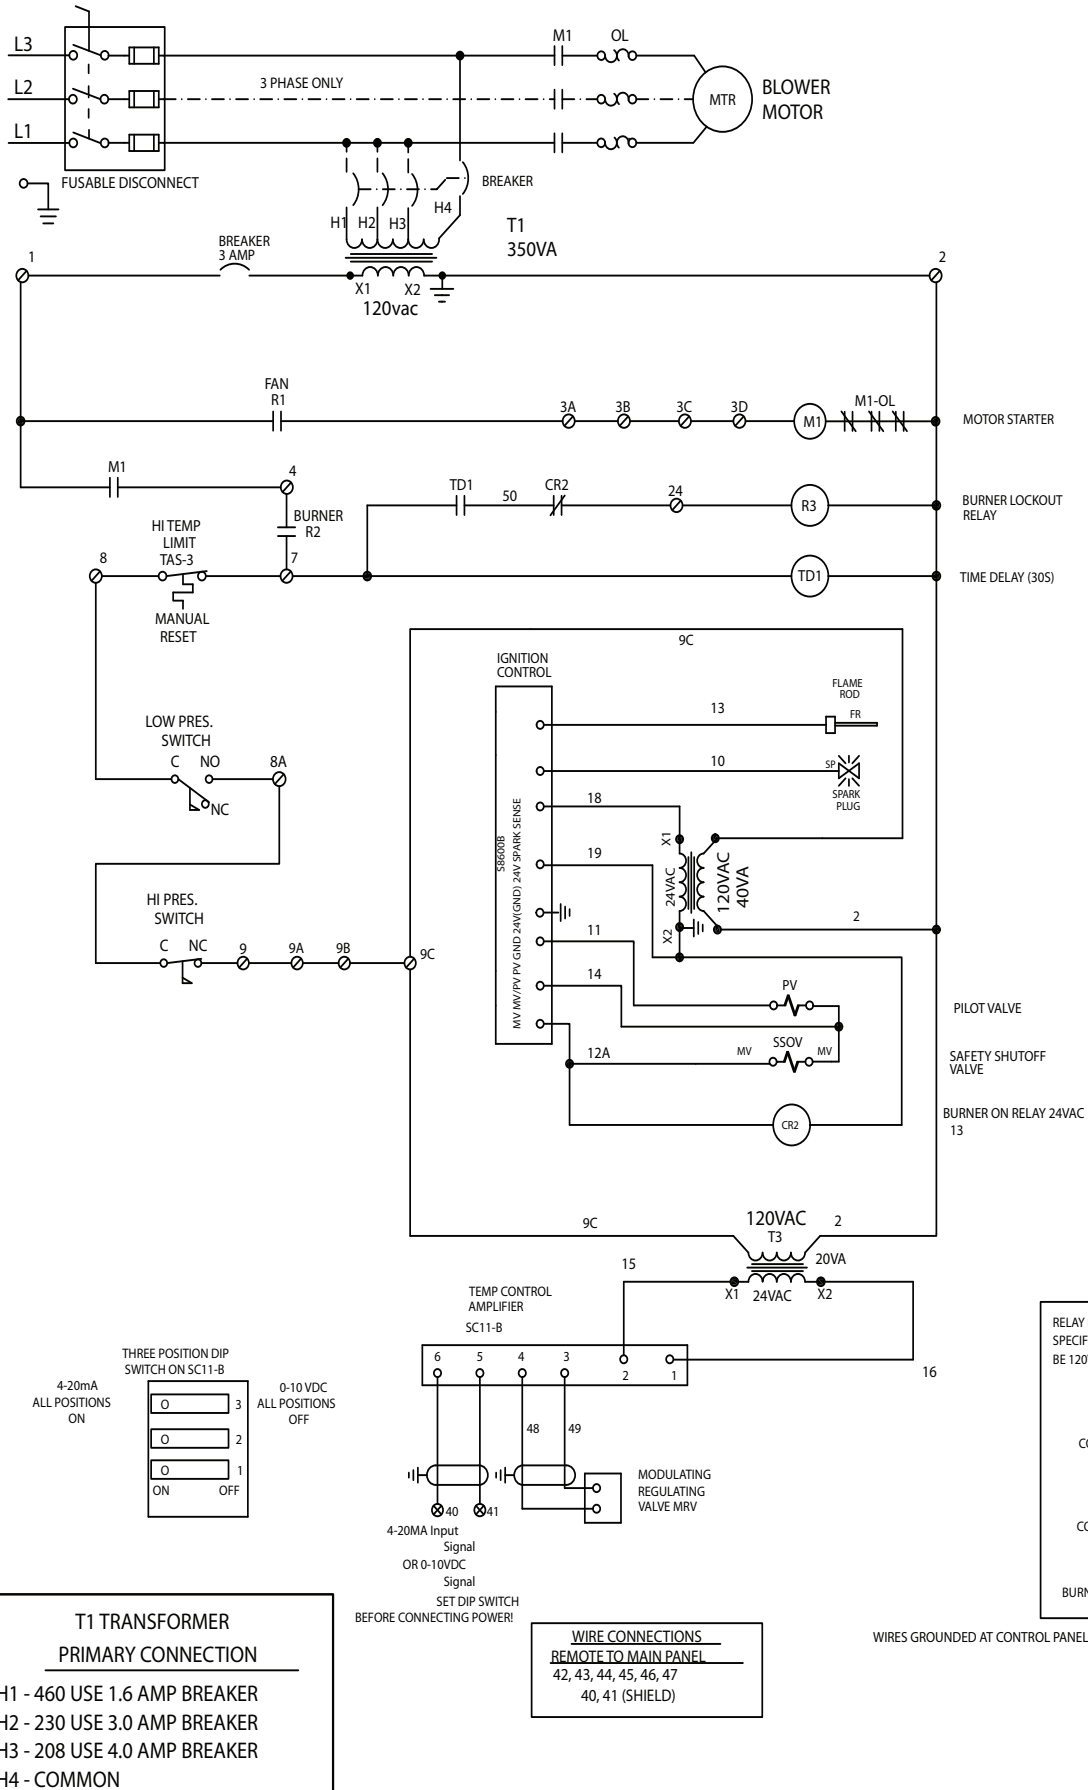 L3
L2
L1
FUSABLE DISCONNECT
3 PHASE ONLY
M1
OL
MTR
BLOWER
MOTOR
BREAKER
H1
H2
H3
H4
T1
350VA
1
BREAKER
3 AMP
X1
X2
120vac
2
FAN
R1
3A
3B
3C
3D
M1
M1-OL
MOTOR STARTER
M1
4
BURNER
R2
TD1
50
CR2
24
R3
BURNER LOCKOUT
RELAY
8
HI TEMP
LIMIT
TAS-3
MANUAL
RESET
7
TD1
TIME DELAY (30S)
9C
IGNITION
CONTROL
S8600B
MV MV/PV PV GND 24V(GND) 24V SPARK SENSE
13
FLAME
ROD
FR
10
SP
SPARK
PLUG
18
19
X1
24VAC
X2
120VAC
40VA
2
11
14
PV
PILOT VALVE
12A
MV
SSOV
MV
SAFETY SHUTOFF
VALVE
CR2
BURNER ON RELAY 24VAC
13
LOW PRES.
SWITCH
C
NO
NC
8A
HI PRES.
SWITCH
C
NC
9
9A
9B
9C
9C
120VAC
T3
2
20VA
15
X1
24VAC
X2
16
TEMP CONTROL
AMPLIFIER
SC11-B
6
5
4
3
2
1
48
49
40
41
4-20MA Input
Signal
OR 0-10VDC
Signal
SET DIP SWITCH
BEFORE CONNECTING POWER!
MODULATING
REGULATING
VALVE MRV
THREE POSITION DIP
SWITCH ON SC11-B
4-20mA
ALL POSITIONS
ON
0-10 VDC
ALL POSITIONS
OFF
O
3
O
2
O
1
ON
OFF
T1 TRANSFORMER
PRIMARY CONNECTION
H1 - 460 USE 1.6 AMP BREAKER
H2 - 230 USE 3.0 AMP BREAKER
H3 - 208 USE 4.0 AMP BREAKER
H4 - COMMON
WIRE CONNECTIONS
REMOTE TO MAIN PANEL
42, 43, 44, 45, 46, 47
40, 41 (SHIELD)
RELAY
SPECIF
BE 120
CO
CO
BURN
WIRES GROUNDED AT CONTROL PANEL